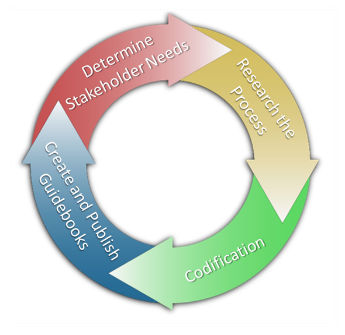 Determine
Stakeholder Needs
Research the
Process
Codification
Create and Publish
Guidebooks